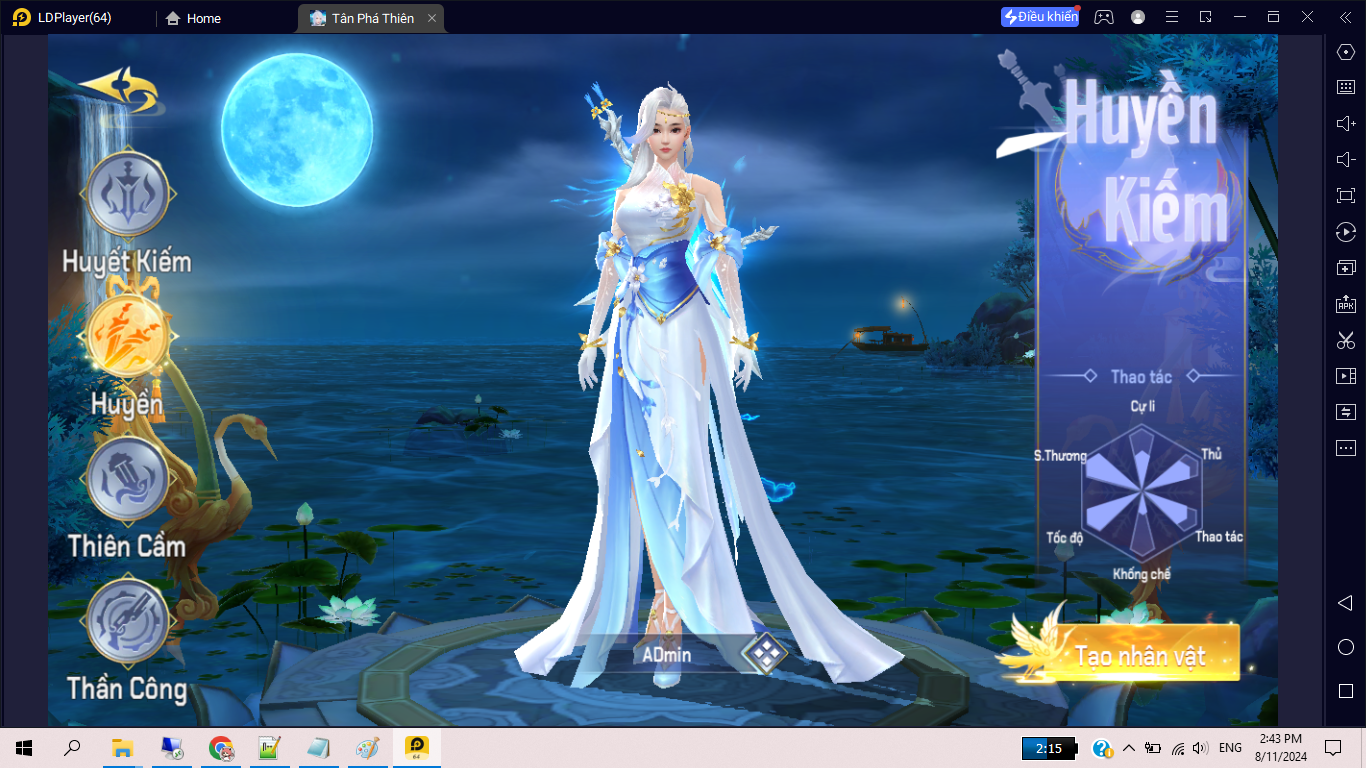 LDPlayer(64)
Home
Tân Phá Thiên
Điều khiển
Huyết Kiếm
Huyền
Thiên Cầm
Thần Công
ADmin
Huyền
Kiếm
Thao tác
Cự li
S.Thương
Thủ
Tốc độ
Thao tác
Khống chế
Tạo nhân vật
APK
64
2:15
ENG
2:43 PM
8/11/2024